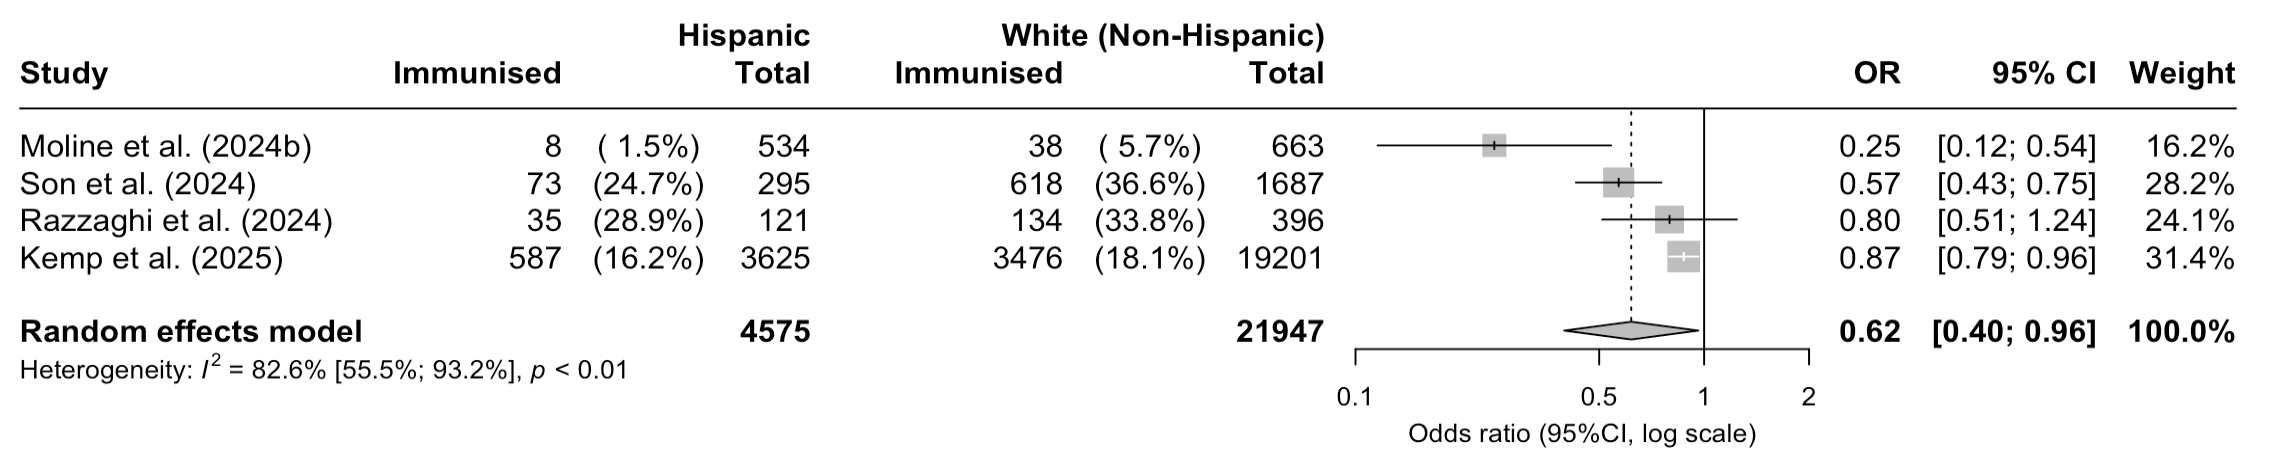 Hispanic White (Non-Hispanic)
Study Immunised Total Immunised Total OR 95% CI Weight
Moline et al. (2024b) 8 ( 1.5%) 534 38 ( 5.7%) 663 0.25 [0.12; 0.54] 16.2%
Son et al. (2024) 73 (24.7%) 295 618 (36.6%) 1687 0.57 [0.43; 0.75] 28.2%
Razzaghi et al. (2024) 35 (28.9%) 121 134 (33.8%) 396 0.80 [0.51; 1.24] 24.1%
Kemp et al. (2025) 587 (16.2%) 3625 3476 (18.1%) 19201 0.87 [0.79; 0.96] 31.4%
Random effects model 4575 21947 0.62 [0.40; 0.96] 100.0%
Heterogeneity: I² = 82.6% [55.5%; 93.2%], p < 0.01
0.1 0.5 1 2
Odds ratio (95%CI, log scale)